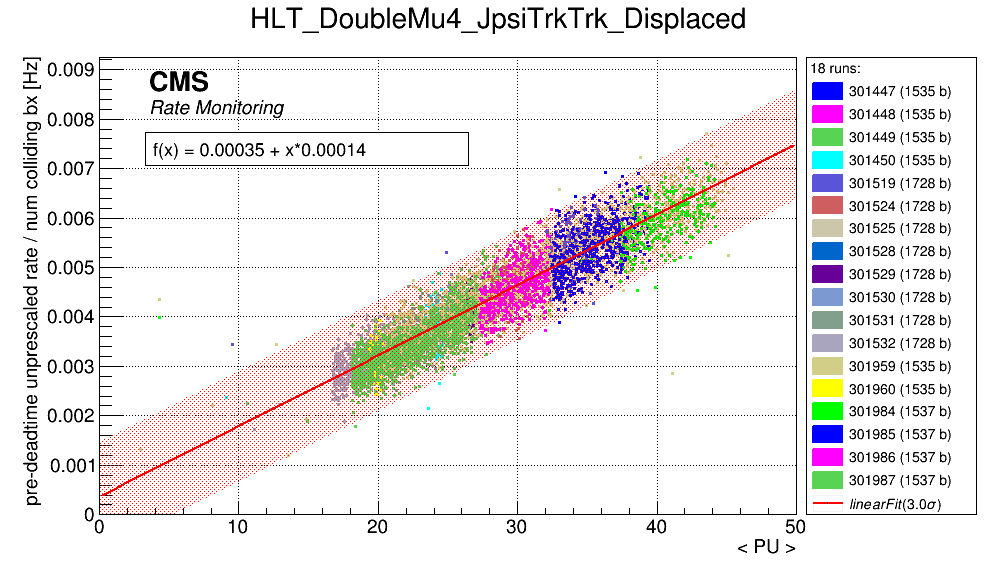 HLT_DoubleMu4_JpsiTrkTrk_Displaced
pre-deadtime unprescaled rate / num colliding bx [Hz]
0.009
0.008
0.007
0.006
0.005
0.004
0.003
0.002
0.001
0
CMS
Rate Monitoring
f(x) = 0.00035 + x*0.00014
0 10 20 30 40 50
< PU >
18 runs:
301447 (1535 b)
301448 (1535 b)
301449 (1535 b)
301450 (1535 b)
301519 (1728 b)
301524 (1728 b)
301525 (1728 b)
301528 (1728 b)
301529 (1728 b)
301530 (1728 b)
301531 (1728 b)
301532 (1728 b)
301959 (1535 b)
301960 (1535 b)
301984 (1537 b)
301985 (1537 b)
301986 (1537 b)
301987 (1537 b)
linearFit(3.0σ)